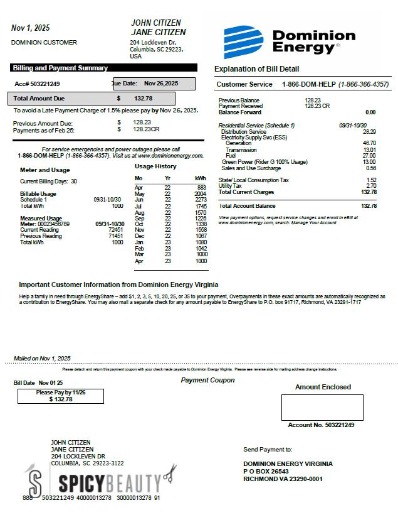 Nov 1, 2025
DOMINION CUSTOMER
JOHN CITIZEN
JANE CITIZEN
204 Lockleven Dr.
Columbia, SC 29223.
USA
Dominion
Energy®
Billing and Payment Summary
Acc# 503221249 Due Date: Nov 26,2025
Total Amount Due $ 132.78
To avoid a Late Payment Charge of 1.5% please pay by Nov 26, 2025.
Previous Amount Due: $ 128.23
Payments as of Feb 26: $ 128.23CR
For service emergencies and power outages please call
1-866-DOM-HELP (1-866-366-4357). Visit us at www.dominionenergy.com.
Meter and Usage
Current Billing Days: 30
Billable Usage
Schedule 1 09/31-10/30
Total kWh 1000
Measured Usage
Meter: 09/31-10/30
Current Reading 72451
Previous Reading 71451
Total kWh 1000
Usage History
Mo Yr kWh
Apr 22 883
May 22 2004
Jun 22 2273
Jul 22 1745
Aug 22 1670
Sep 22 1226
Oct 22 1338
Nov 22 1568
Dec 22 1067
Jan 23 1080
Feb 23 1042
Mar 23 1000
Apr 23 1000
Explanation of Bill Detail
Customer Service 1-866-DOM-HELP (1-866-366-4357)
Previous Balance 128.23
Payment Received 128.23 CR
Balance Forward 0.00
Residential Service (Schedule 1) 09/31-10/30
Distribution Service 28.29
Electricity Supply Svc (ESS)
Generation 46.70
Transmission 13.01
Fuel 27.00
Green Power (Rider @ 100% Usage) 13.00
Sales and Use Surcharge 0.56
State/ Local Consumption Tax 1.52
Utility Tax 2.70
Total Current Charges 132.78
Total Account Balance 132.78
View payment options, request service changes and enroll in eBill at
www.dominionenergy.com, search: Manage Your Account
Important Customer Information from Dominion Energy Virginia
Help a family in need through EnergyShare – add $1, 2, 3, 5, 10, 20, 25, or 35 to your payment. Overpayments in these exact amounts are automatically recognized as
a contribution to EnergyShare. You may also mail a separate check for any amount payable to EnergyShare to P.O. box 91717, Richmond, VA 23291-1717
Mailed on Nov 1, 2025
Please detach and return this payment coupon with your check made payable to Dominion Energy Virginia. Please see reverse side for mailing address change instructions.
Bill Date Nov 01 25
Please Pay by 11/26
$ 132.78
Payment Coupon
Amount Enclosed
Account No. 503221249
JOHN CITIZEN
JANE CITIZEN
204 LOCKLEVEN DR
COLUMBIA, SC 29223-3122
SPICYBEAUTY
888 503221249 40000013278 30000013278 91
Send Payment to:
DOMINION ENERGY VIRGINIA
P O BOX 26543
RICHMOND VA 23290-0001